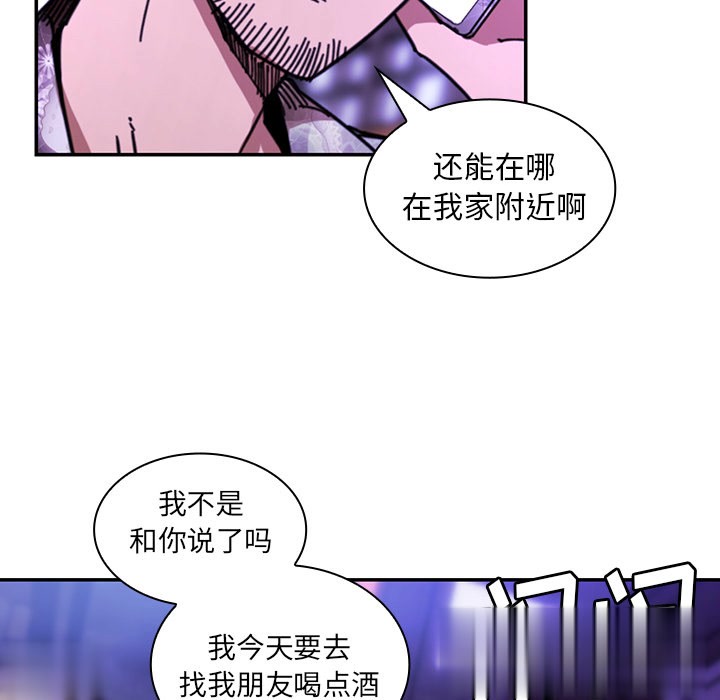 还能在哪
在我家附近啊
我不是
和你说了吗
我今天要去
找我朋友喝点酒